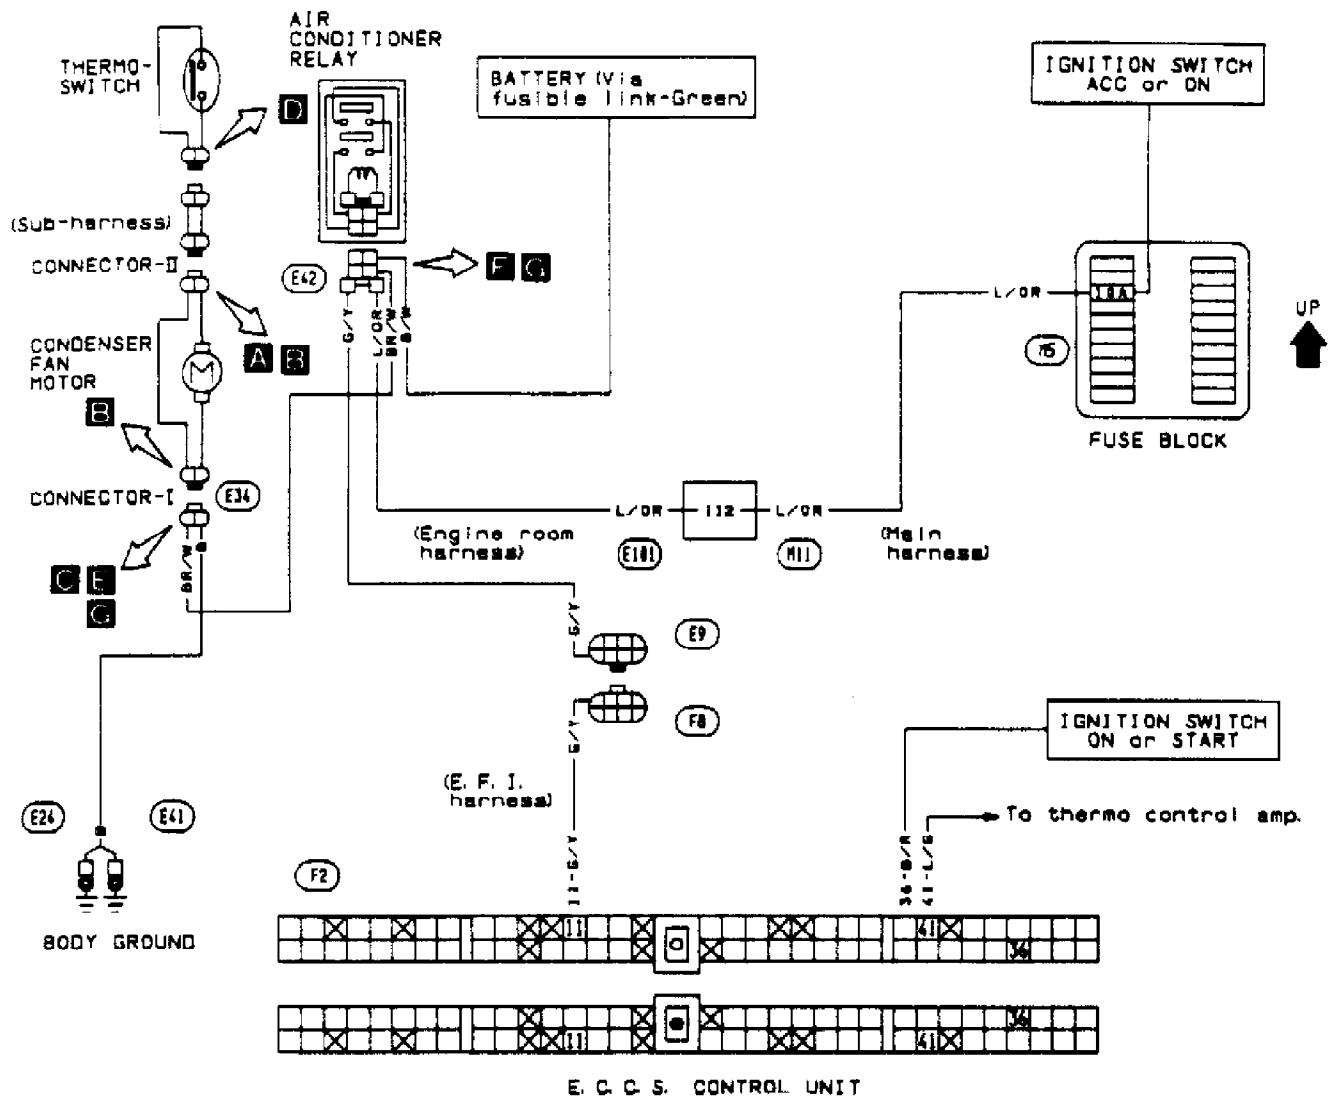 AIR
CONDITIONER
RELAY
THERMO-
SWITCH
D
BATTERY (Via
fusible link-Green)
IGNITION SWITCH
ACC or ON
(Sub-harness)
CONNECTOR-II
E42
F G
G/Y
L/OR
BR/W
B/W
L/OR
10A
UP
A B
CONDENSER
FAN
MOTOR
M
FUSE BLOCK
B
CONNECTOR-I
E34
L/OR
112
L/OR
(Engine room
harness)
E101
M11
(Main
harness)
B
BR/W
C E
G
G/Y
E9
F8
G/Y
IGNITION SWITCH
ON or START
(E. F. I.
harness)
To thermo control amp.
E24
E41
F2
11-G/Y
36-B/R
41-L/G
BODY GROUND
11
41
36
36
11
41
E. C. C. S. CONTROL UNIT